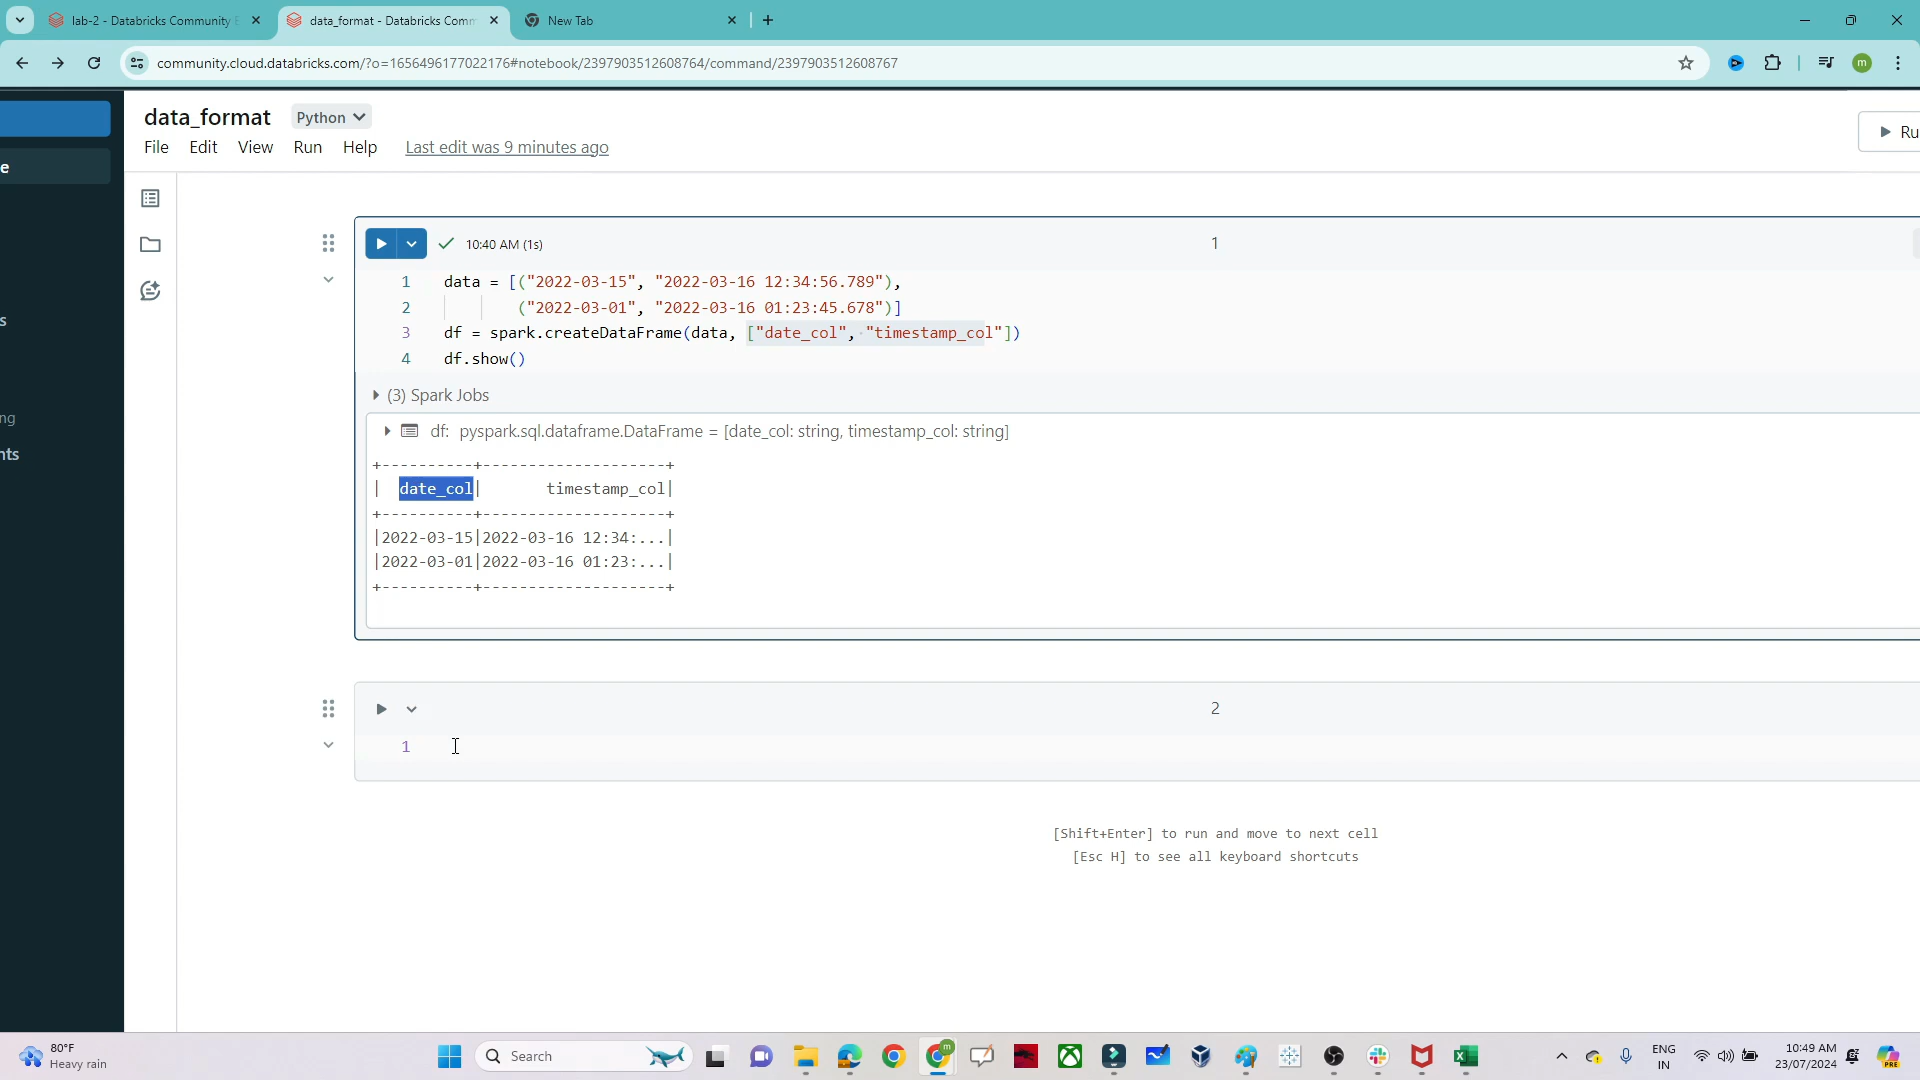 lab-2 - Databricks Community E
data_format - Databricks Comm
New Tab
community.cloud.databricks.com/?o=1656496177022176#notebook/2397903512608764/command/2397903512608767
m
data_format
Python
File Edit View Run Help Last edit was 9 minutes ago
Ru
e
s
ng
nts
10:40 AM (1s)
1
1 data = [("2022-03-15", "2022-03-16 12:34:56.789"),
2 ("2022-03-01", "2022-03-16 01:23:45.678")]
3 df = spark.createDataFrame(data, ["date_col", "timestamp_col"])
4 df.show()
(3) Spark Jobs
df: pyspark.sql.dataframe.DataFrame = [date_col: string, timestamp_col: string]
+----------+--------------------+
|  date_col|       timestamp_col|
+----------+--------------------+
|2022-03-15|2022-03-16 12:34:...|
|2022-03-01|2022-03-16 01:23:...|
+----------+--------------------+
2
1
[Shift+Enter] to run and move to next cell
[Esc H] to see all keyboard shortcuts
80°F
Heavy rain
Search
m
ENG
IN
10:49 AM
23/07/2024
PRE